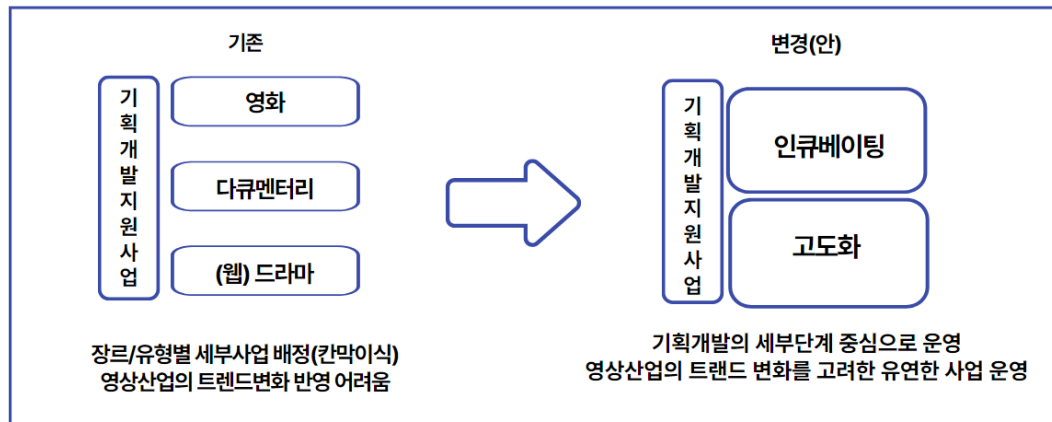 기존
기획개발지원사업
영화
다큐멘터리
(웹) 드라마
장르/유형별 세부사업 배정(칸막이식)
영상산업의 트렌드변화 반영 어려움
변경(안)
기획개발지원사업
인큐베이팅
고도화
기획개발의 세부단계 중심으로 운영
영상산업의 트랜드 변화를 고려한 유연한 사업 운영